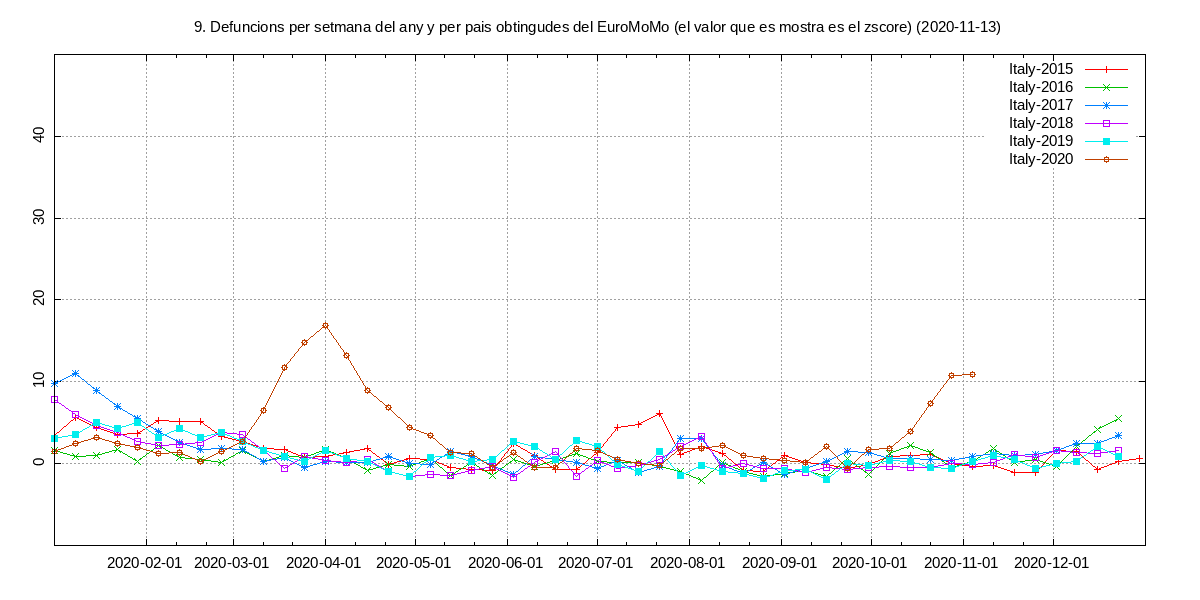 9. Defuncions per setmana del any y per pais obtingudes del EuroMoMo (el valor que es mostra es el zscore) (2020-11-13)
Italy-2015
Italy-2016
Italy-2017
Italy-2018
Italy-2019
Italy-2020
40
30
20
10
0
2020-02-01 2020-03-01 2020-04-01 2020-05-01 2020-06-01 2020-07-01 2020-08-01 2020-09-01 2020-10-01 2020-11-01 2020-12-01